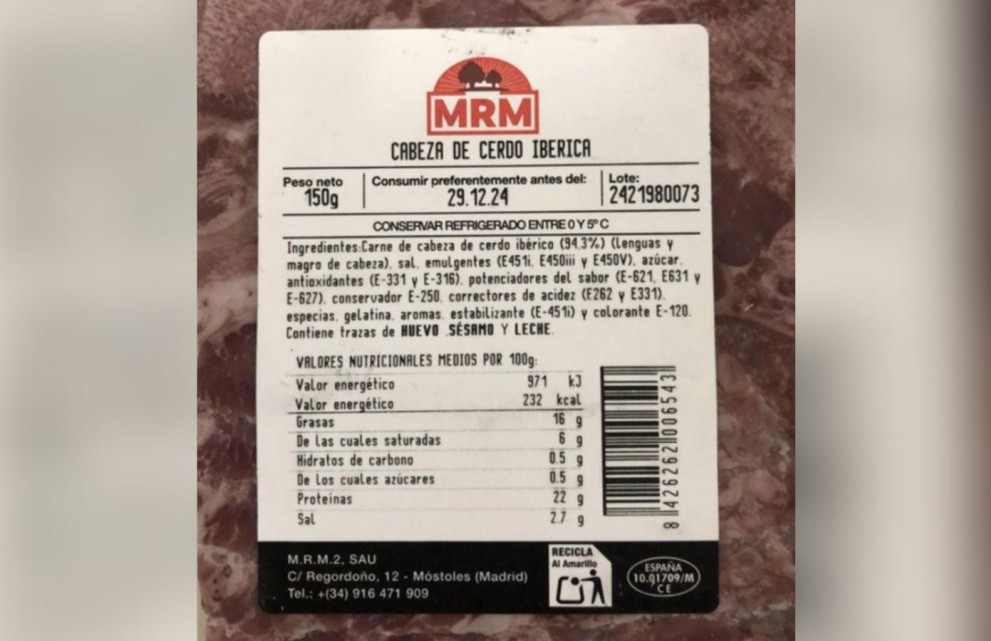 MRM
CABEZA DE CERDO IBERICA
Peso neto
150g
Consumir preferentemente antes del:
29.12.24
Lote:
2421980073
CONSERVAR REFRIGERADO ENTRE 0 Y 5º C
Ingredientes:Carne de cabeza de cerdo ibérico (94.3%) (lenguas y
magro de cabeza), sal, emulgentes (E451i, E450iii y E450V), azúcar,
antioxidantes (E-331 y E-316), potenciadores del sabor (E-621, E631 y
E-627), conservador E-250, correctores de acidez (E262 y E331),
especias, gelatina, aromas, estabilizante (E-451i) y colorante E-120.
Contiene trazas de HUEVO ,SÉSAMO Y LECHE.
VALORES NUTRICIONALES MEDIOS POR 100g:
Valor energético 971 kJ
Valor energético 232 kcal
Grasas 16 g
De las cuales saturadas 6 g
Hidratos de carbono 0.5 g
De los cuales azúcares 0.5 g
Proteínas 22 g
Sal 2.7 g
8 426262 006543
M.R.M.2, SAU
C/ Regordoño, 12 - Móstoles (Madrid)
Tel.: +(34) 916 471 909
RECICLA
Al Amarillo
ESPAÑA
10.01709/M
CE